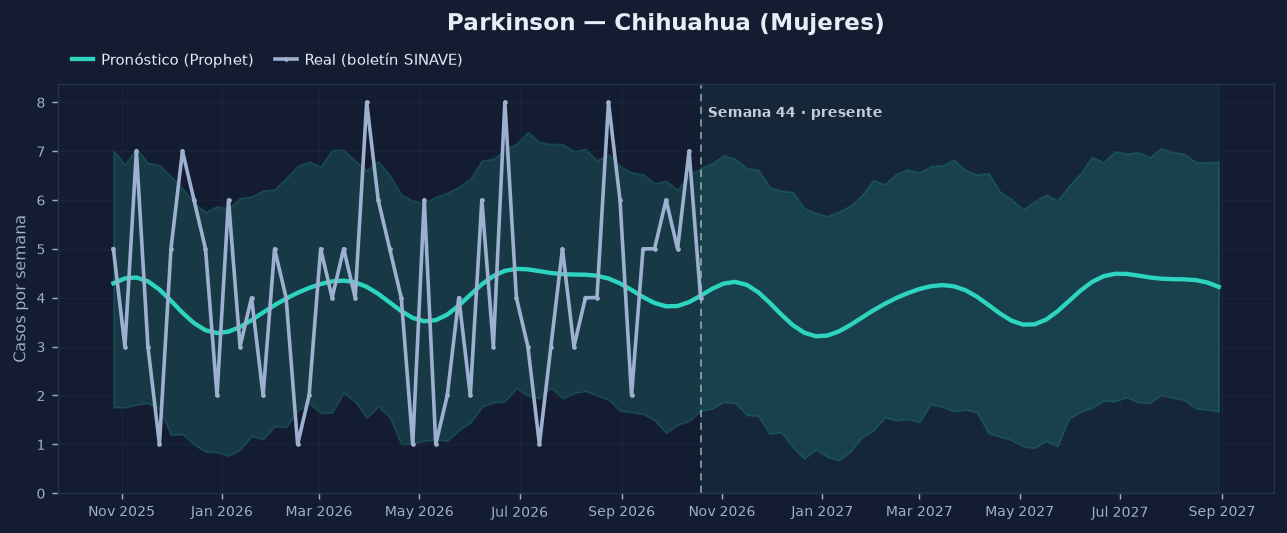 Parkinson — Chihuahua (Mujeres)
Pronóstico (Prophet)
Real (boletín SINAVE)
Semana 44 · presente
Casos por semana
8
7
6
5
4
3
2
1
0
Nov 2025
Jan 2026
Mar 2026
May 2026
Jul 2026
Sep 2026
Nov 2026
Jan 2027
Mar 2027
May 2027
Jul 2027
Sep 2027